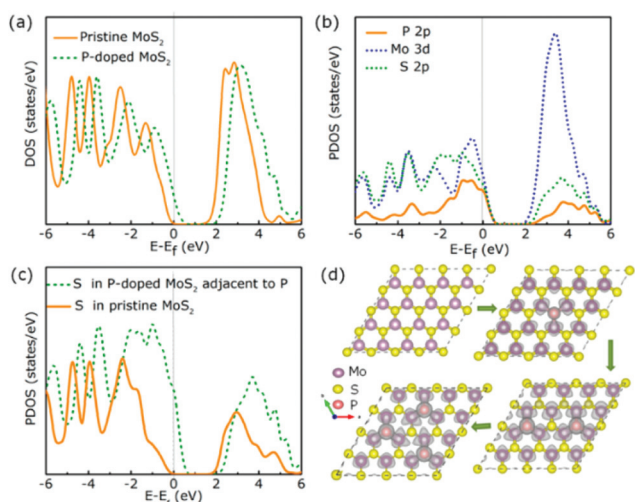 (a)
Pristine MoS₂
P-doped MoS₂
DOS (states/eV)
-6 -4 -2 0 2 4 6
E-E_f (eV)
(b)
P 2p
Mo 3d
S 2p
PDOS (states/eV)
-6 -4 -2 0 2 4 6
E-E_f (eV)
(c)
S in P-doped MoS₂ adjacent to P
S in pristine MoS₂
PDOS (states/eV)
-6 -4 -2 0 2 4 6
(d)
Mo
S
P